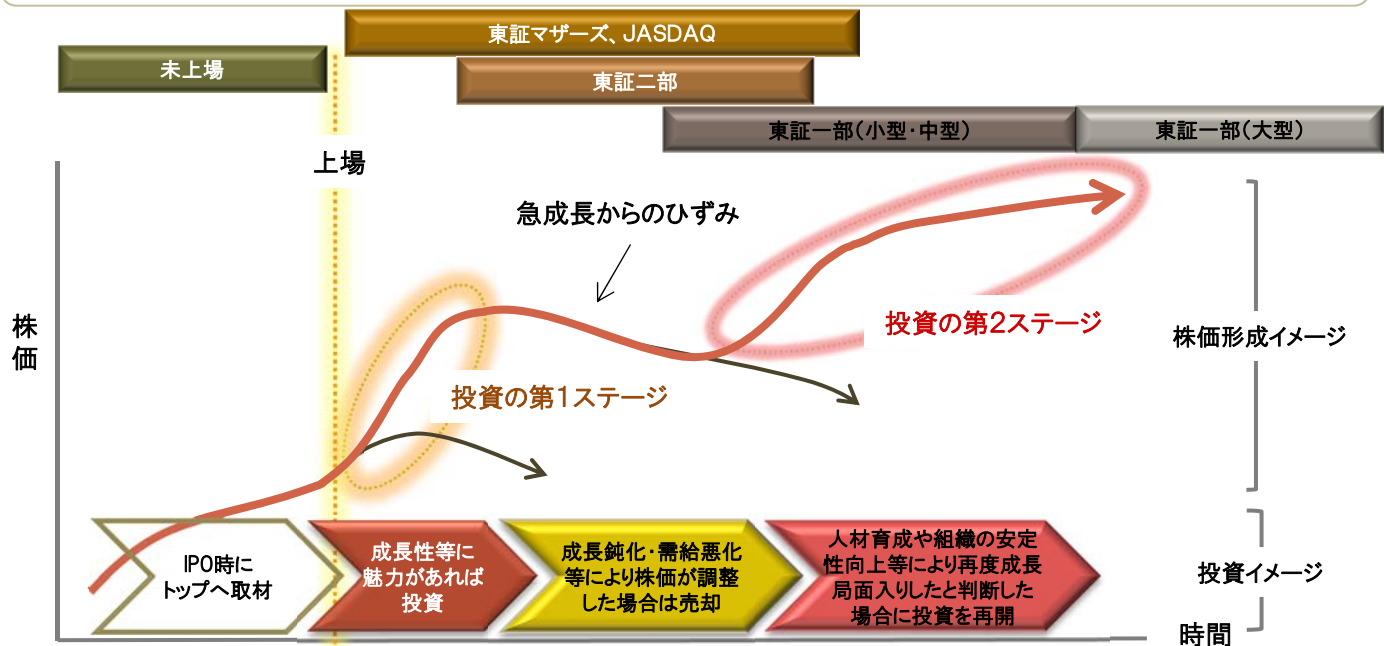 東証マザーズ、JASDAQ
未上場
東証二部
東証一部(小型・中型)
東証一部(大型)
上場
急成長からのひずみ
株価
投資の第2ステージ
株価形成イメージ
投資の第1ステージ
IPO時に
トップへ取材
成長性等に
魅力があれば
投資
成長鈍化・需給悪化
等により株価が調整
した場合は売却
人材育成や組織の安定
性向上等により再度成長
局面入りしたと判断した
場合に投資を再開
投資イメージ
時間